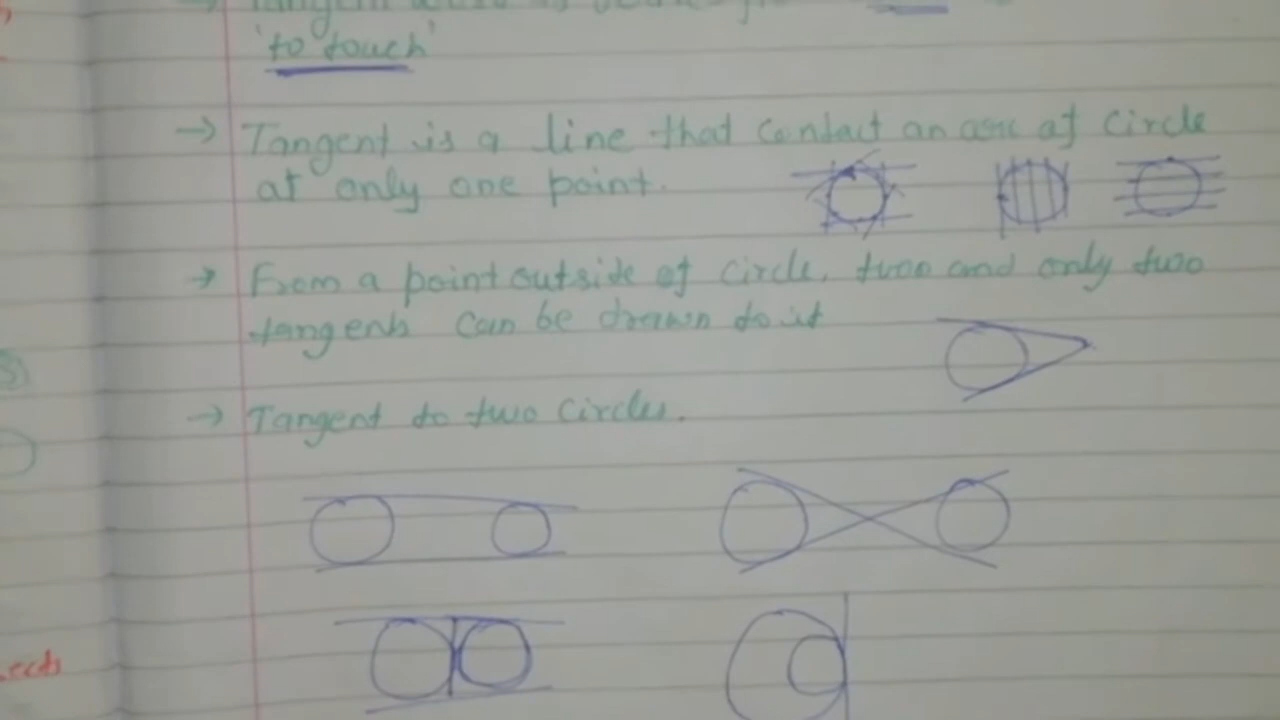 Tangent
'to touch'
→ Tangent is a line that contact an arc of circle
at only one point.
→ From a point outside of circle, two and only two
tangents can be drawn to it
→ Tangent to two circles.